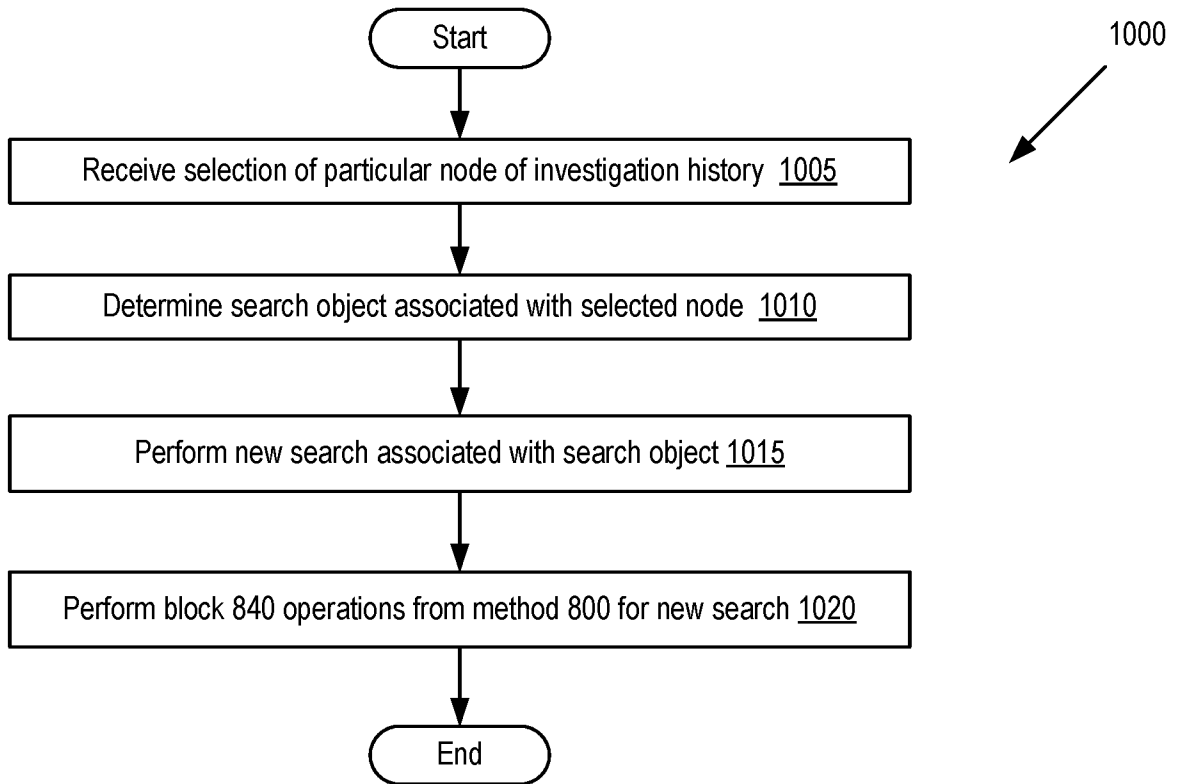 Start
1000
Receive selection of particular node of investigation history 1005
Determine search object associated with selected node 1010
Perform new search associated with search object 1015
Perform block 840 operations from method 800 for new search 1020
End